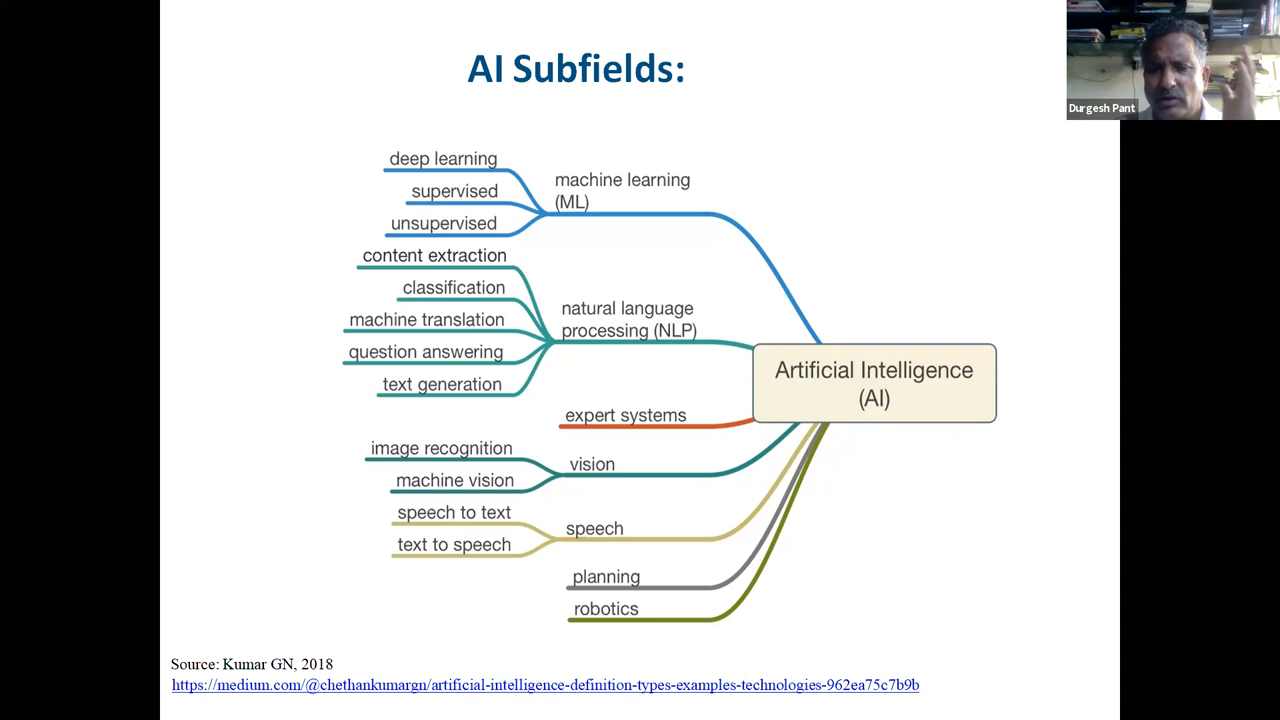 AI Subfields:
Durgesh Pant
deep learning
supervised
unsupervised
machine learning
(ML)
content extraction
classification
machine translation
question answering
text generation
natural language
processing (NLP)
Artificial Intelligence
(AI)
expert systems
image recognition
machine vision
vision
speech to text
text to speech
speech
planning
robotics
Source: Kumar GN, 2018
https://medium.com/@chethankumargn/artificial-intelligence-definition-types-examples-technologies-962ea75c7b9b